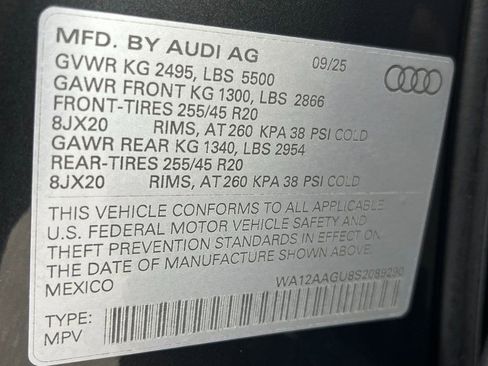 MFD. BY AUDI AG 09/25
GVWR KG 2495, LBS 5500
GAWR FRONT KG 1300, LBS 2866
FRONT-TIRES 255/45 R20
8JX20 RIMS, AT 260 KPA 38 PSI COLD
GAWR REAR KG 1340, LBS 2954
REAR-TIRES 255/45 R20
8JX20 RIMS, AT 260 KPA 38 PSI COLD
THIS VEHICLE CONFORMS TO ALL APPLICABLE
U.S. FEDERAL MOTOR VEHICLE SAFETY AND
THEFT PREVENTION STANDARDS IN EFFECT ON
THE DATE OF MANUFACTURE SHOWN ABOVE.
MEXICO WA12AAGU8S2089290
TYPE:
MPV